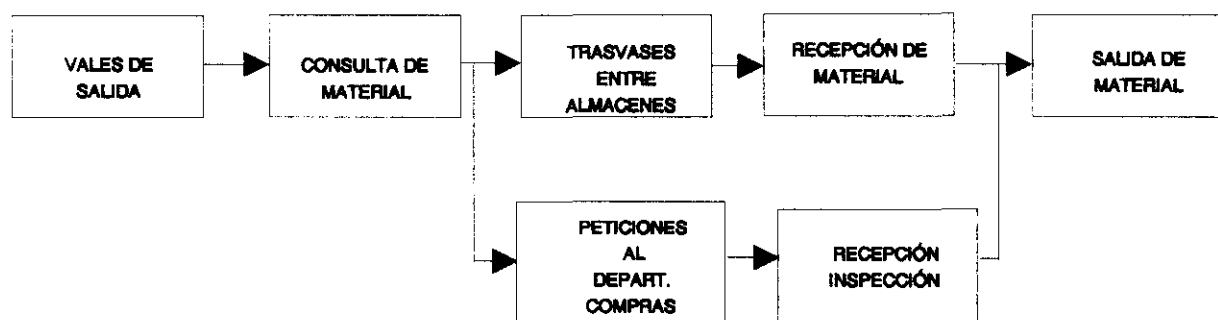 VALES DE
SALIDA
CONSULTA DE
MATERIAL
TRASVASES
ENTRE
ALMACENES
RECEPCIÓN DE
MATERIAL
SALIDA DE
MATERIAL
PETICIONES
AL
DEPART.
COMPRAS
RECEPCIÓN
INSPECCIÓN